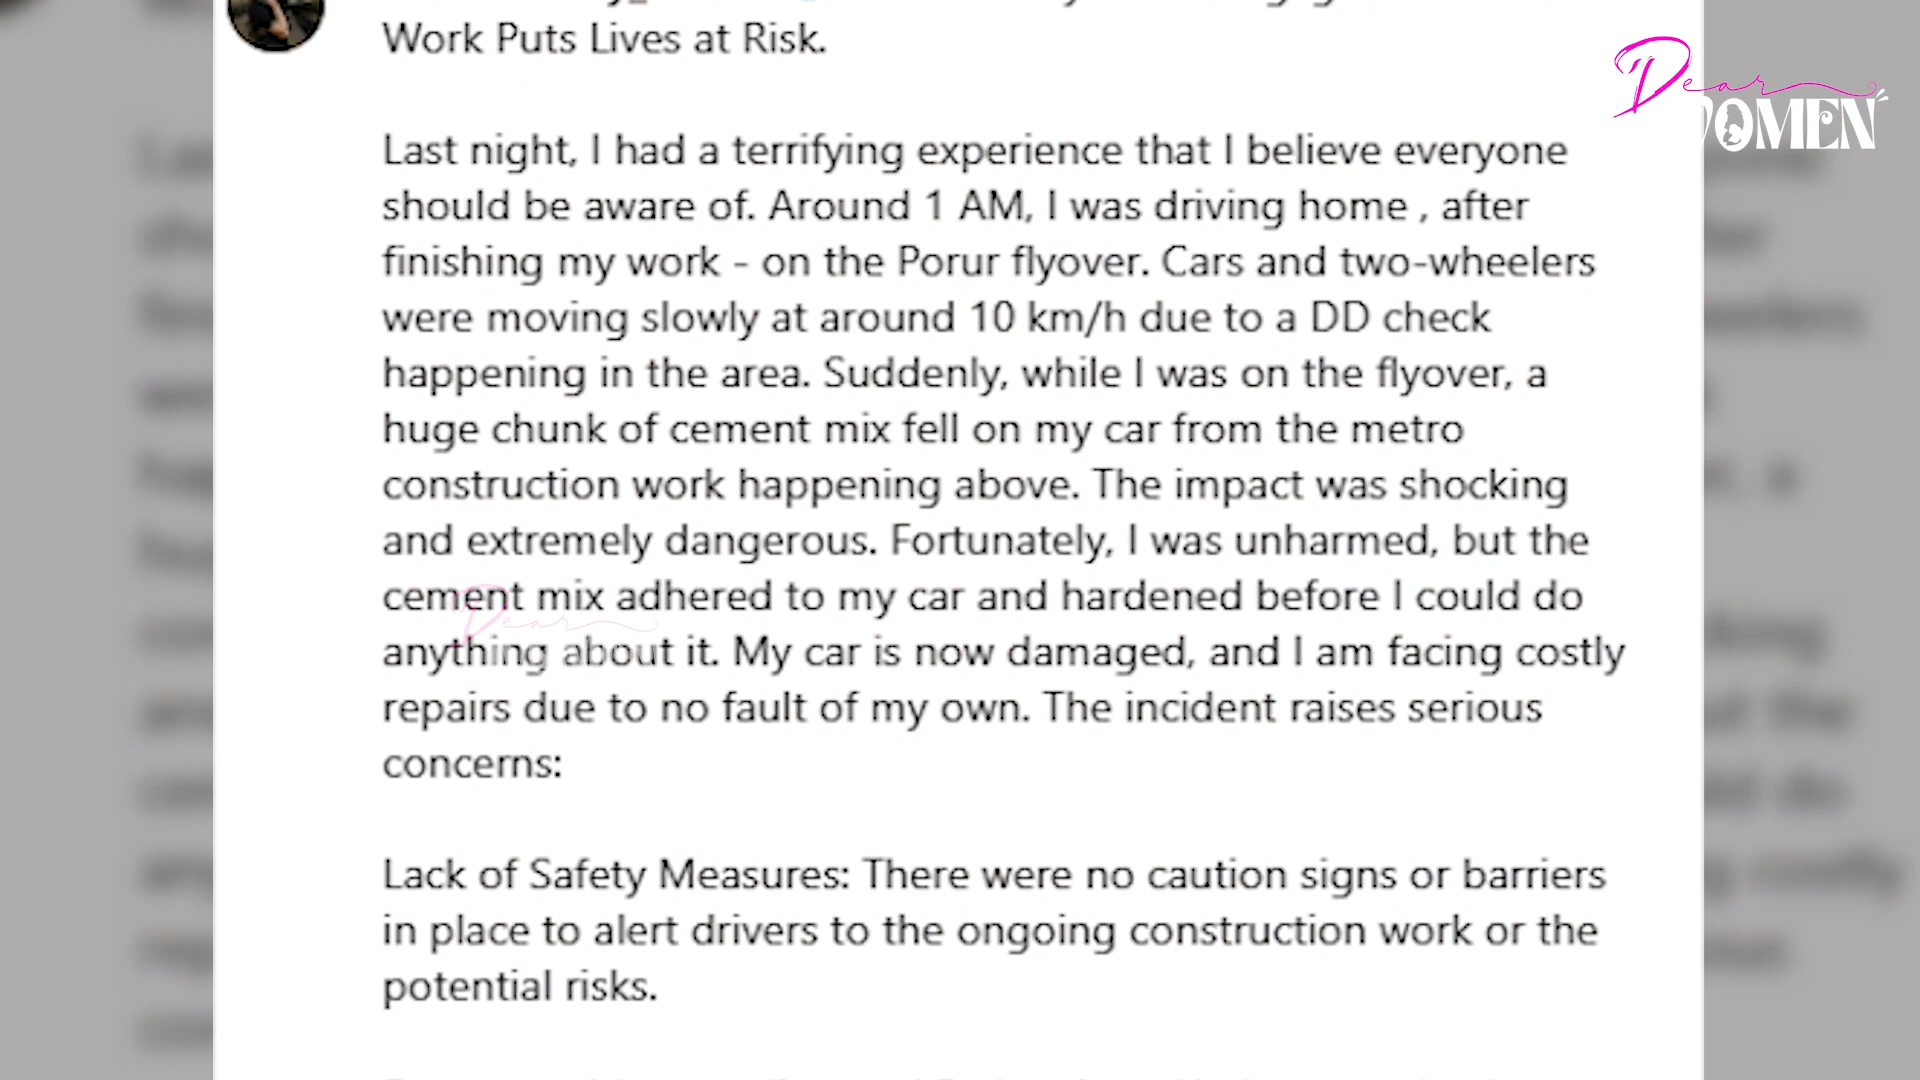 Work Puts Lives at Risk.
Dear
WOMEN
Last night, I had a terrifying experience that I believe everyone
should be aware of. Around 1 AM, I was driving home , after
finishing my work - on the Porur flyover. Cars and two-wheelers
were moving slowly at around 10 km/h due to a DD check
happening in the area. Suddenly, while I was on the flyover, a
huge chunk of cement mix fell on my car from the metro
construction work happening above. The impact was shocking
and extremely dangerous. Fortunately, I was unharmed, but the
cement mix adhered to my car and hardened before I could do
Dear
anything about it. My car is now damaged, and I am facing costly
repairs due to no fault of my own. The incident raises serious
concerns:
Lack of Safety Measures: There were no caution signs or barriers
in place to alert drivers to the ongoing construction work or the
potential risks.